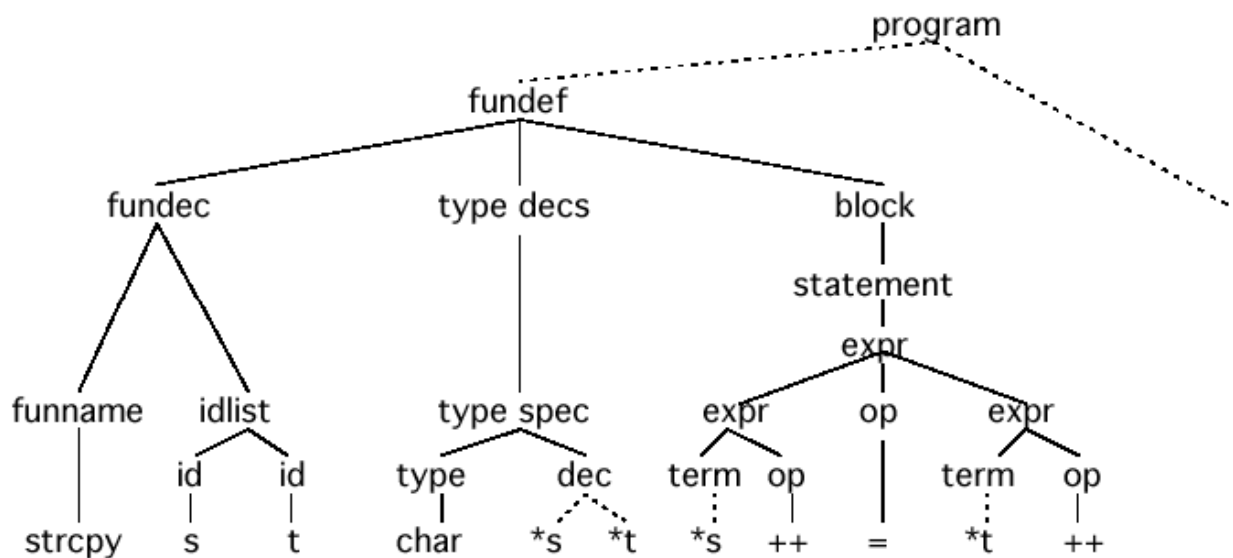 program
fundef
fundec type decs block
statement
expr
funname idlist type spec expr op expr
id id type dec term op term op
strcpy s t char *s *t *s ++ = *t ++